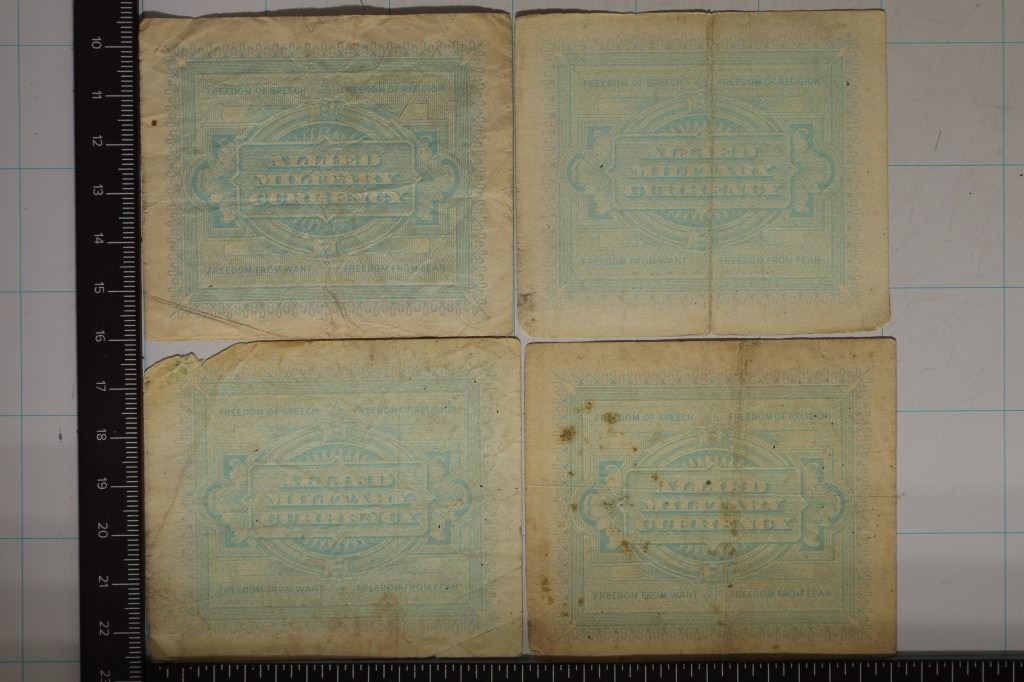 10
11
12
13
14
15
16
17
18
19
20
21
22
23
FREEDOM OF SPEECH FREEDOM OF RELIGION
ALLIED
MILITARY
CURRENCY
FREEDOM FROM WANT FREEDOM FROM FEAR
FREEDOM OF SPEECH FREEDOM OF RELIGION
ALLIED
MILITARY
CURRENCY
FREEDOM FROM WANT FREEDOM FROM FEAR
FREEDOM OF SPEECH FREEDOM OF RELIGION
ALLIED
MILITARY
CURRENCY
FREEDOM FROM WANT FREEDOM FROM FEAR
FREEDOM OF SPEECH FREEDOM OF RELIGION
ALLIED
MILITARY
CURRENCY
FREEDOM FROM WANT FREEDOM FROM FEAR